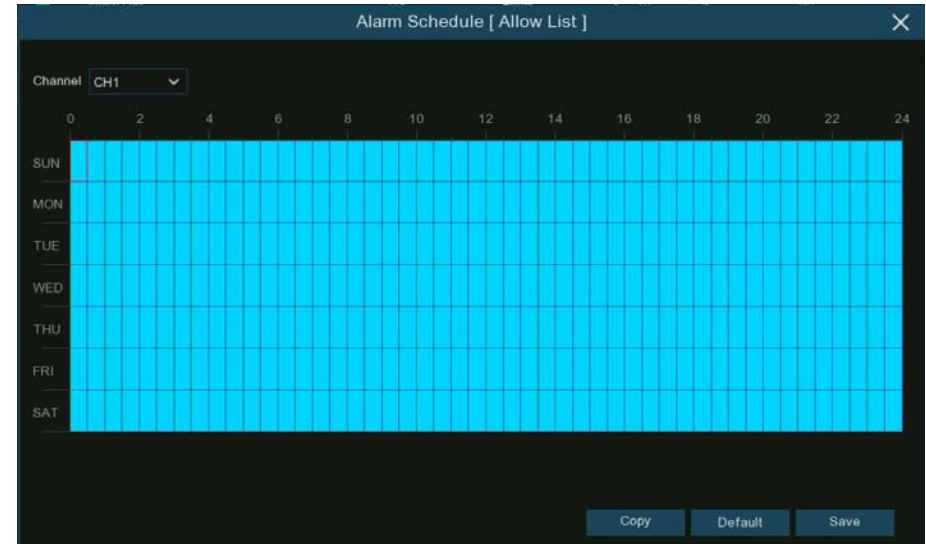 Alarm Schedule [ Allow List ]
Channel CH1
0 2 4 6 8 10 12 14 16 18 20 22 24
SUN
MON
TUE
WED
THU
FRI
SAT
Copy Default Save